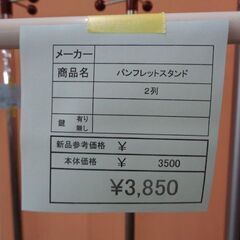 メーカー
商品名 パンフレットスタンド
2列
鍵 有り
無し
新品参考価格 ¥
本体価格 ¥ 3500
¥3,850